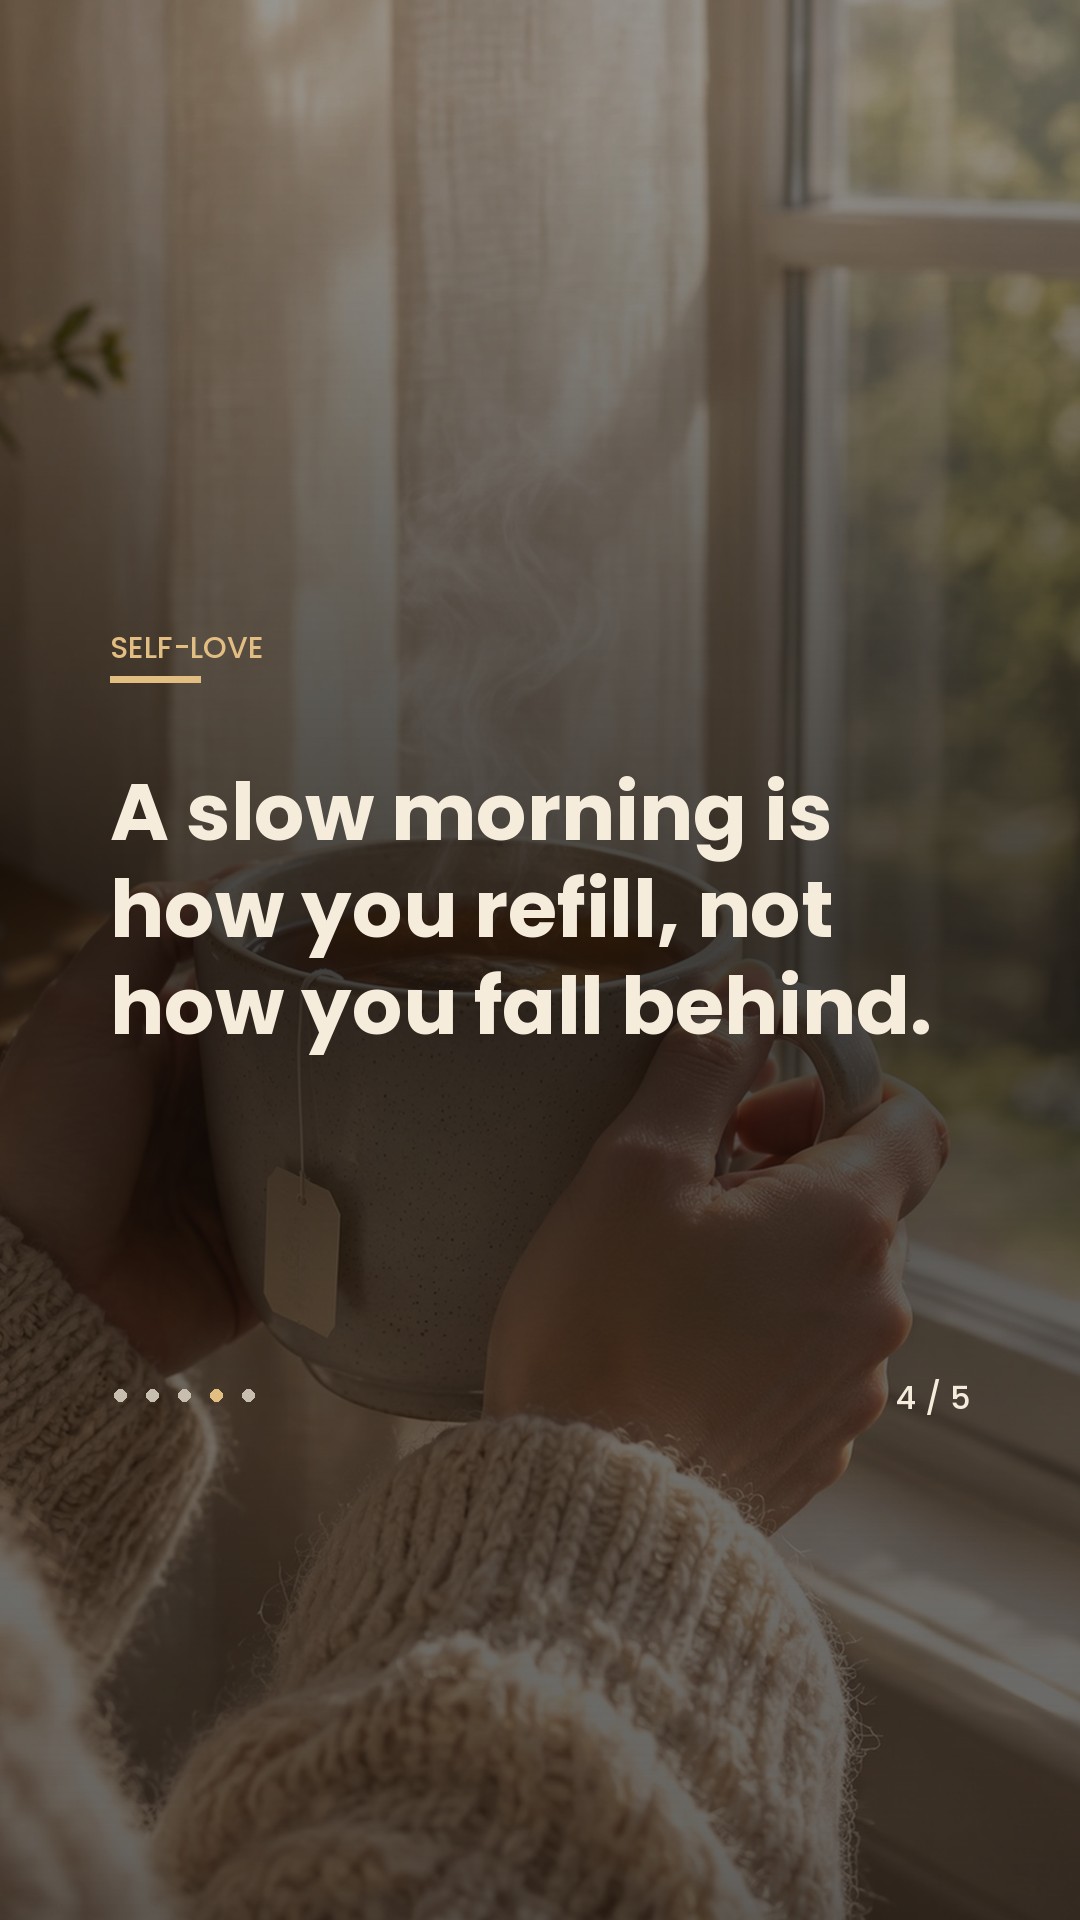 SELF-LOVE
A slow morning is
how you refill, not
how you fall behind.
4 / 5